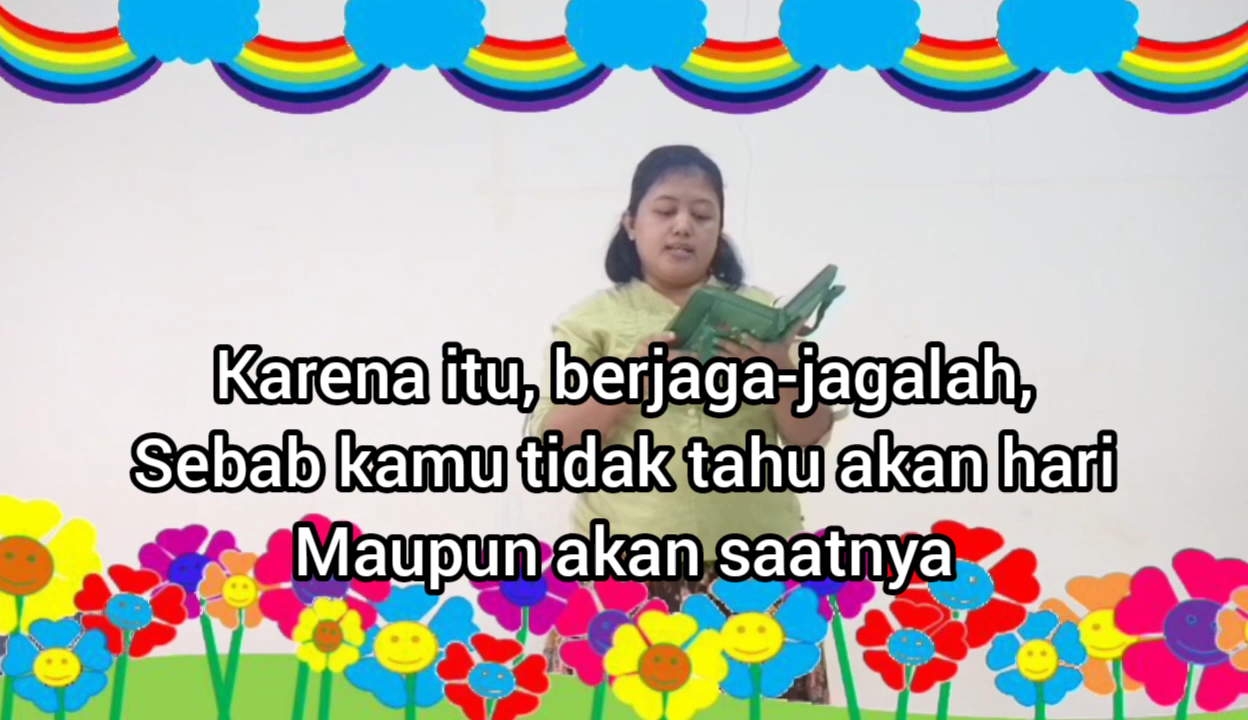 Karena itu, berjaga-jagalah,
Sebab kamu tidak tahu akan hari
Maupun akan saatnya